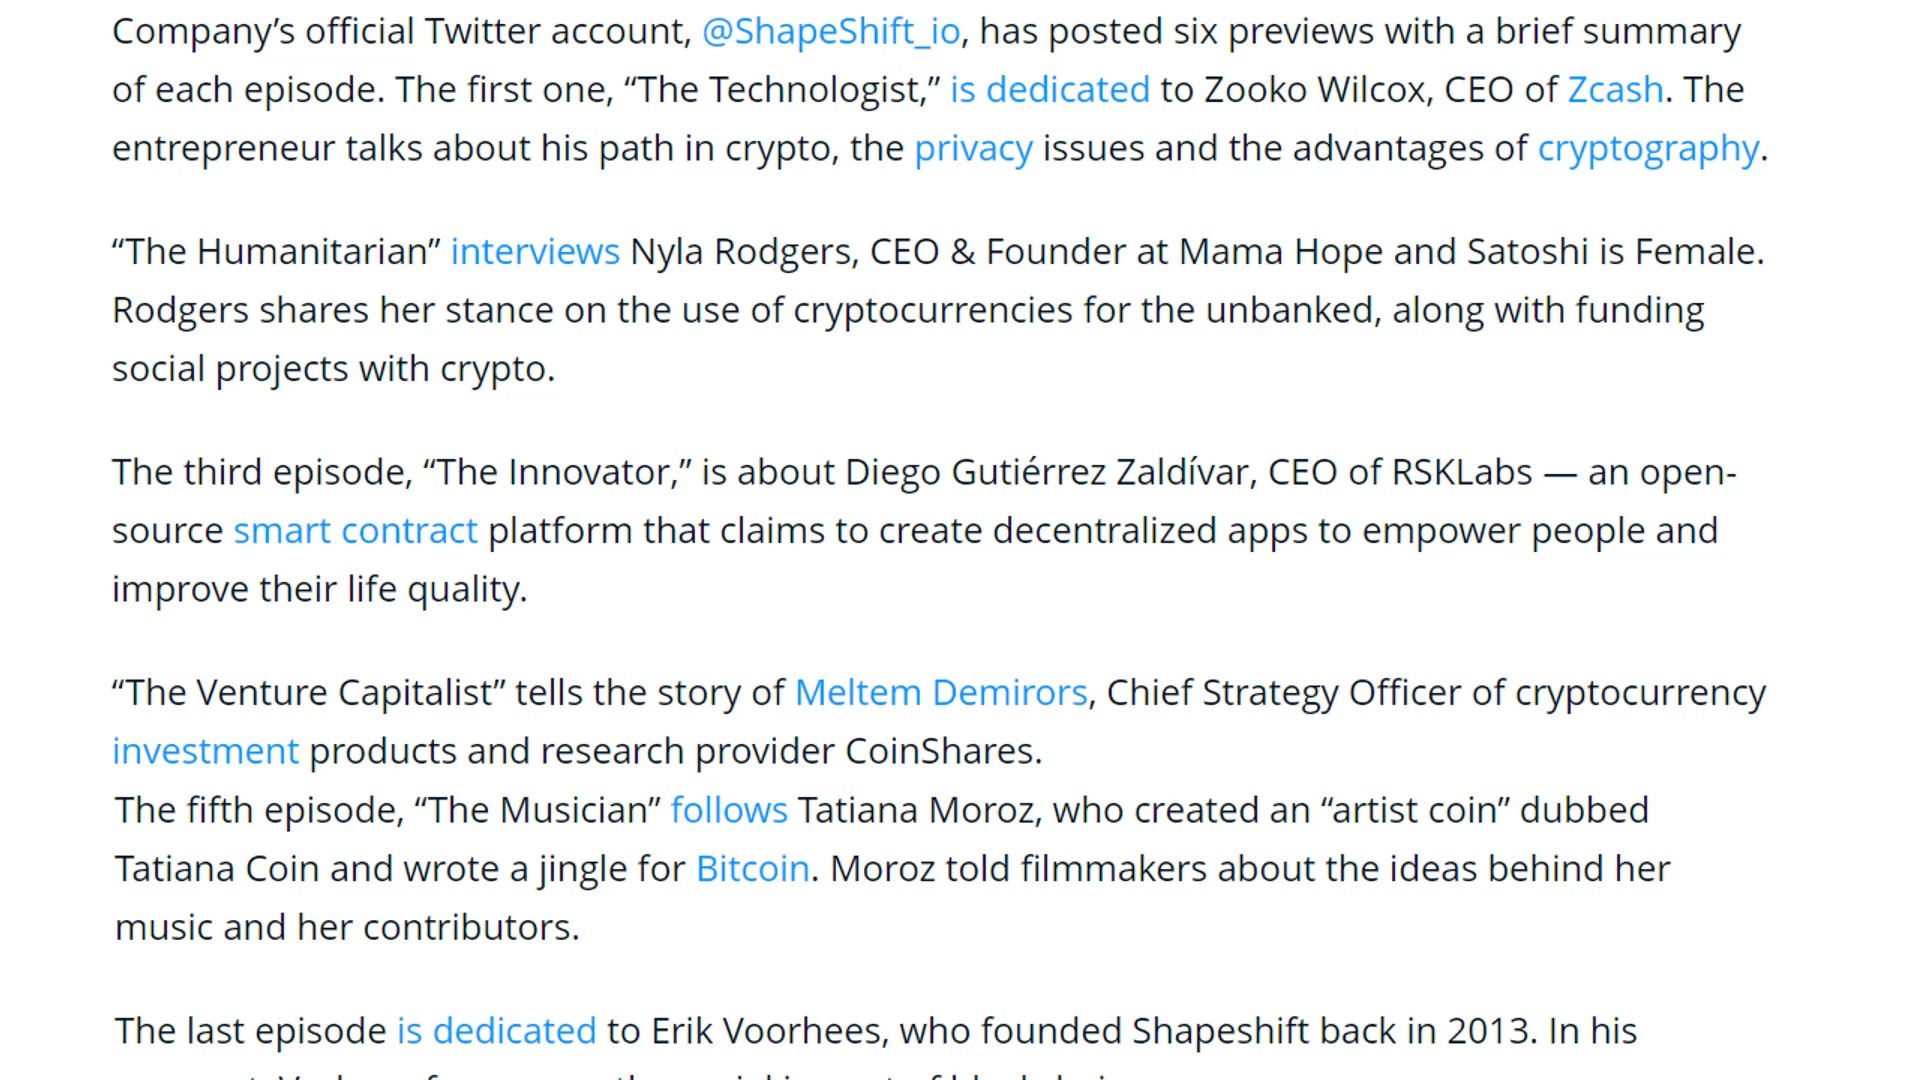 Company’s official Twitter account, @ShapeShift_io, has posted six previews with a brief summary
of each episode. The first one, “The Technologist,” is dedicated to Zooko Wilcox, CEO of Zcash. The
entrepreneur talks about his path in crypto, the privacy issues and the advantages of cryptography.
“The Humanitarian” interviews Nyla Rodgers, CEO & Founder at Mama Hope and Satoshi is Female.
Rodgers shares her stance on the use of cryptocurrencies for the unbanked, along with funding
social projects with crypto.
The third episode, “The Innovator,” is about Diego Gutiérrez Zaldívar, CEO of RSKLabs — an open-
source smart contract platform that claims to create decentralized apps to empower people and
improve their life quality.
“The Venture Capitalist” tells the story of Meltem Demirors, Chief Strategy Officer of cryptocurrency
investment products and research provider CoinShares.
The fifth episode, “The Musician” follows Tatiana Moroz, who created an “artist coin” dubbed
Tatiana Coin and wrote a jingle for Bitcoin. Moroz told filmmakers about the ideas behind her
music and her contributors.
The last episode is dedicated to Erik Voorhees, who founded Shapeshift back in 2013. In his